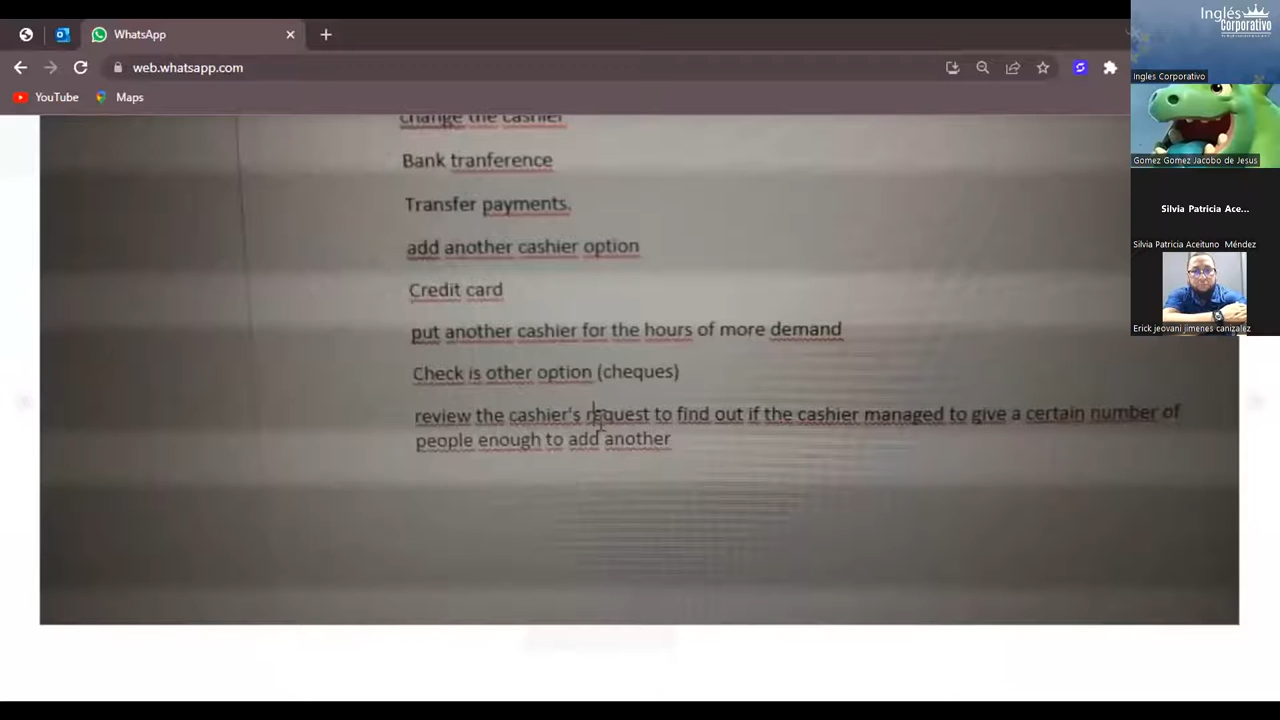 WhatsApp
web.whatsapp.com
YouTube
Maps
change the cashier
Bank tranference
Transfer payments.
add another cashier option
Credit card
put another cashier for the hours of more demand
Check is other option (cheques)
review the cashier's request to find out if the cashier managed to give a certain number of
people enough to add another
Inglés
Corporativo
Ingles Corporativo
Gomez Gomez Jacobo de Jesus
Silvia Patricia Ace...
Silvia Patricia Aceituno Méndez
Erick jeovani jimenes canizalez